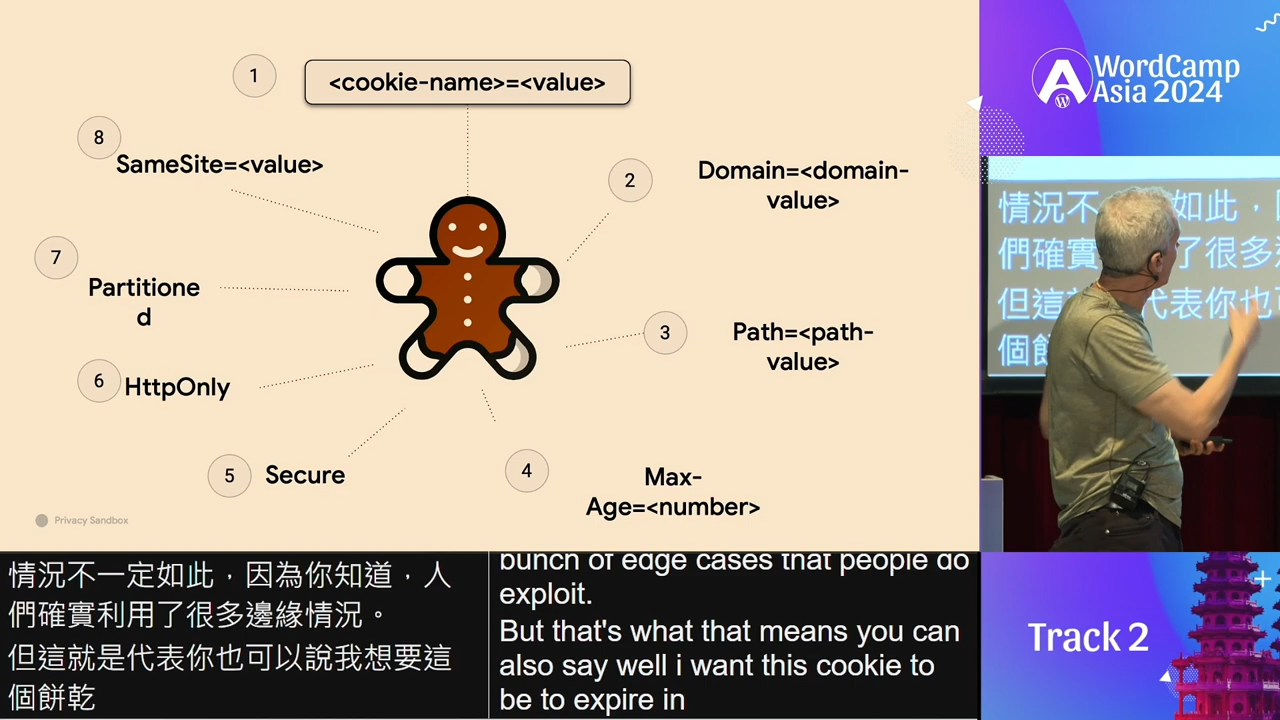 1
<cookie-name>=<value>
8
SameSite=<value>
2
Domain=<domain-
value>
7
Partitione
d
3
Path=<path-
value>
6
HttpOnly
5
Secure
4
Max-
Age=<number>
Privacy Sandbox
WordCamp
Asia 2024
情況不 如此,
們確實 了很多
但這 代表你也
個餅
情況不一定如此,因為你知道,人
們確實利用了很多邊緣情況。
但這就是代表你也可以說我想要這
個餅乾
bunch of edge cases that people do
exploit.
But that's what that means you can
also say well i want this cookie to
be to expire in
Track 2